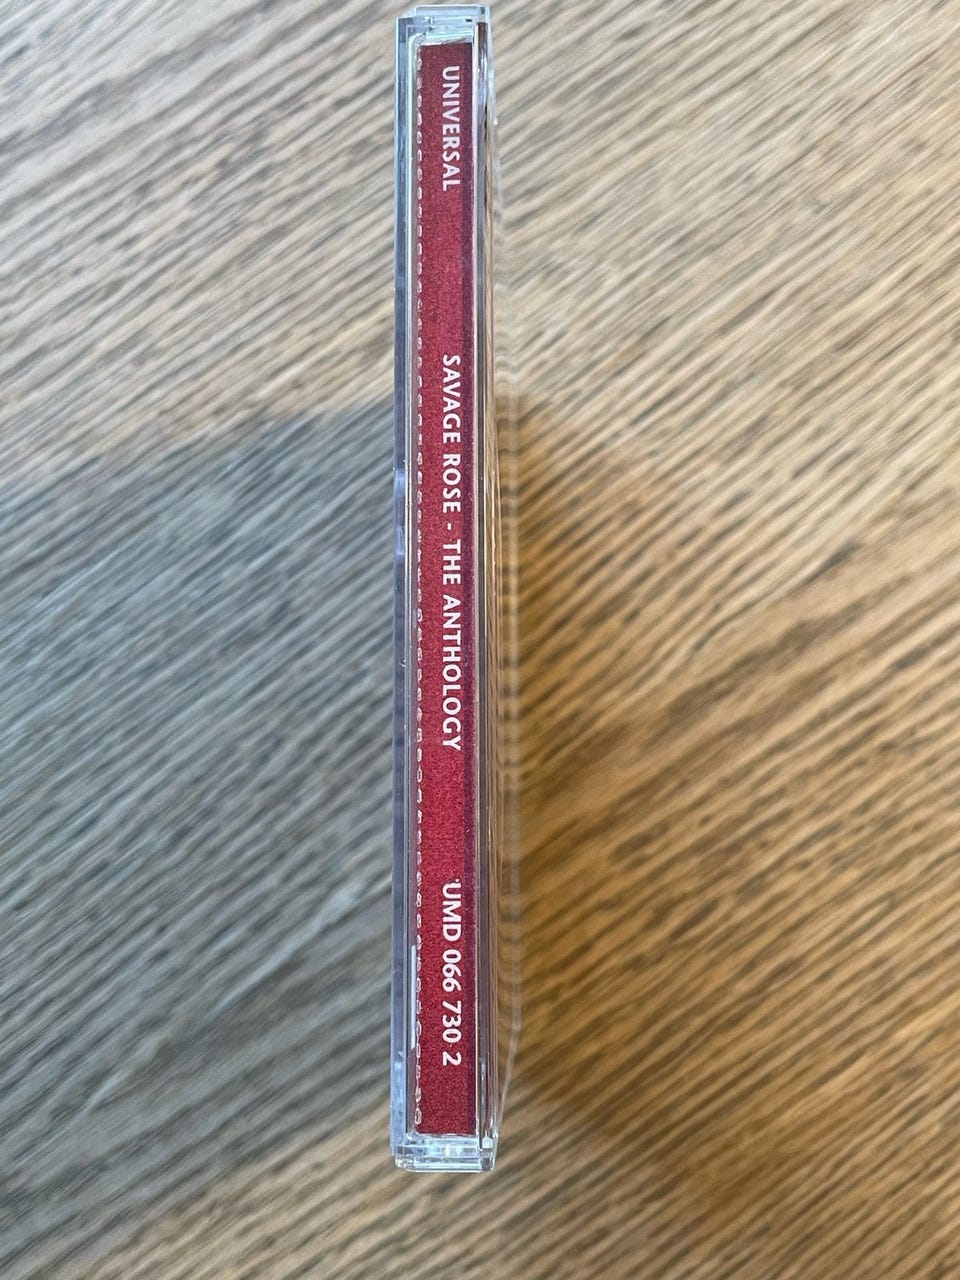 UNIVERSAL
SAVAGE ROSE - THE ANTHOLOGY
UMD 066 730 2